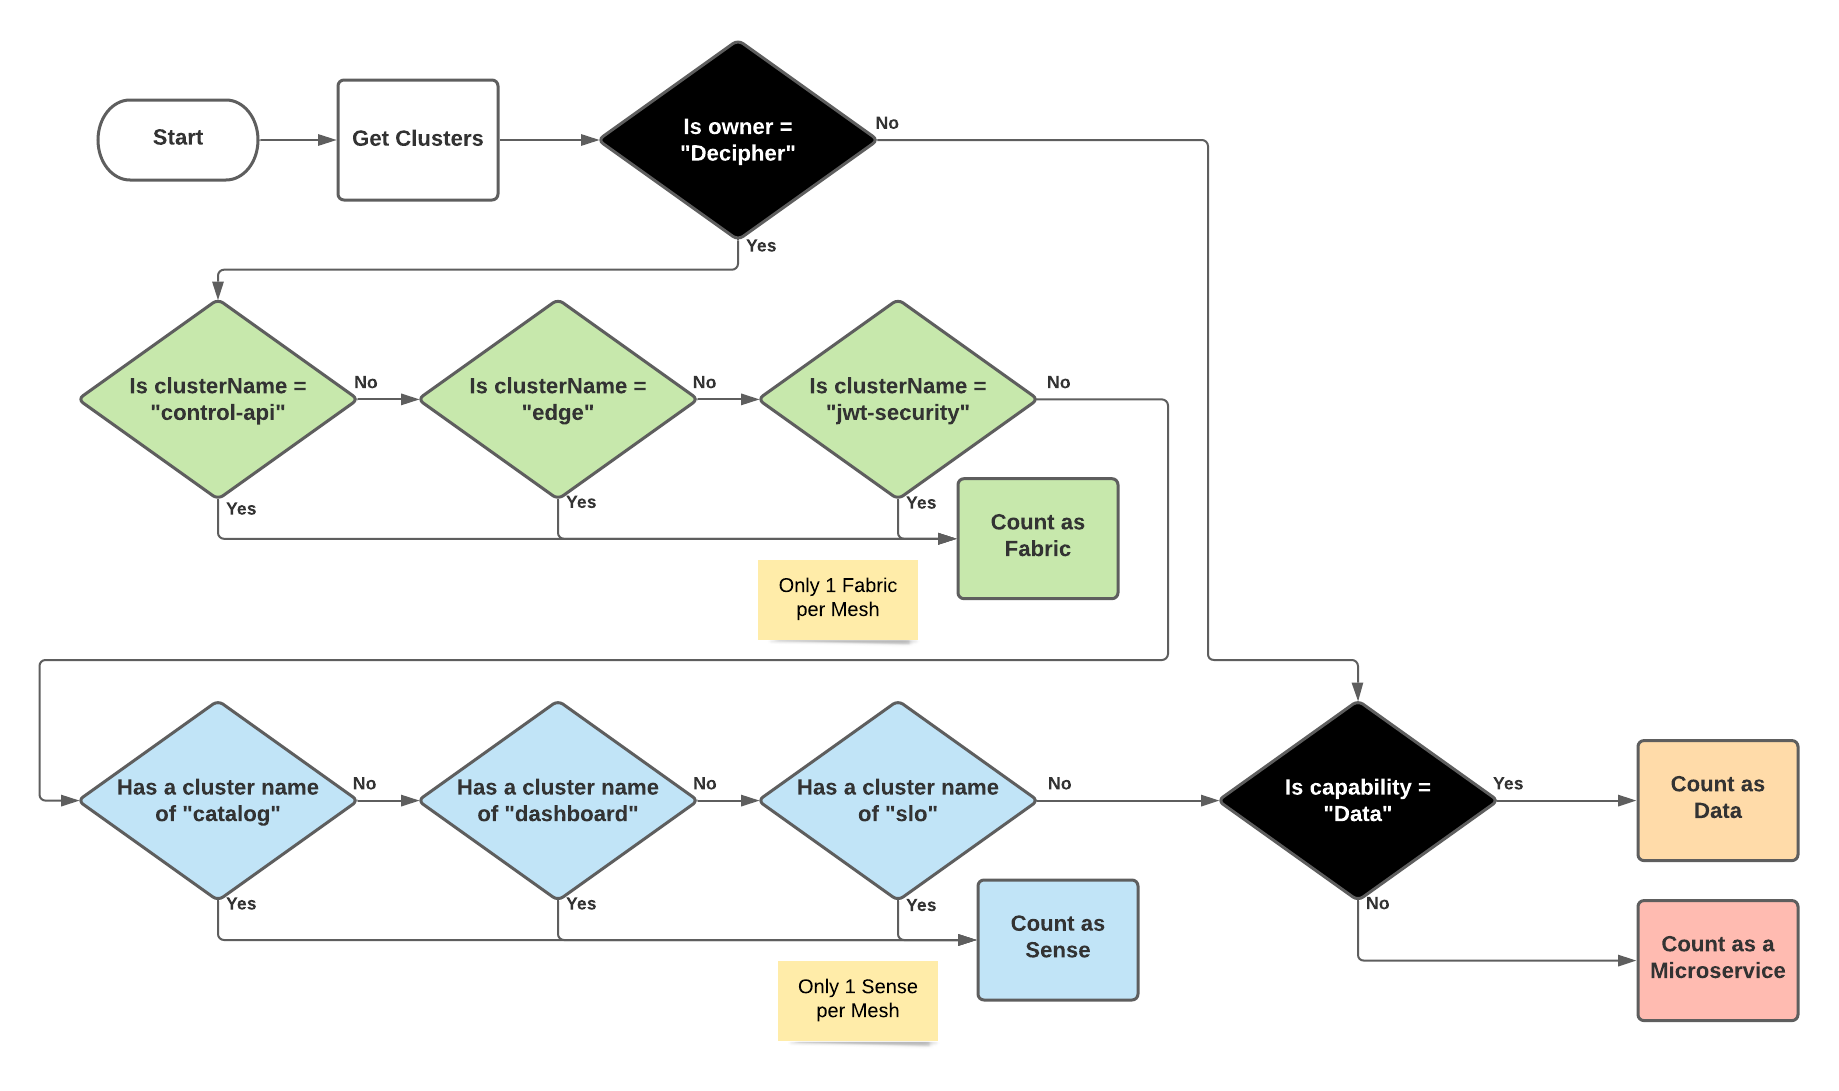 Start
Get Clusters
Is owner =
"Decipher"
No
Yes
Is clusterName =
"control-api"
No
Is clusterName =
"edge"
No
Is clusterName =
"jwt-security"
No
Yes
Yes
Yes
Count as
Fabric
Only 1 Fabric
per Mesh
Has a cluster name
of "catalog"
No
Has a cluster name
of "dashboard"
No
Has a cluster name
of "slo"
No
Is capability =
"Data"
Yes
Count as
Data
Yes
Yes
Yes
No
Count as
Sense
Count as a
Microservice
Only 1 Sense
per Mesh